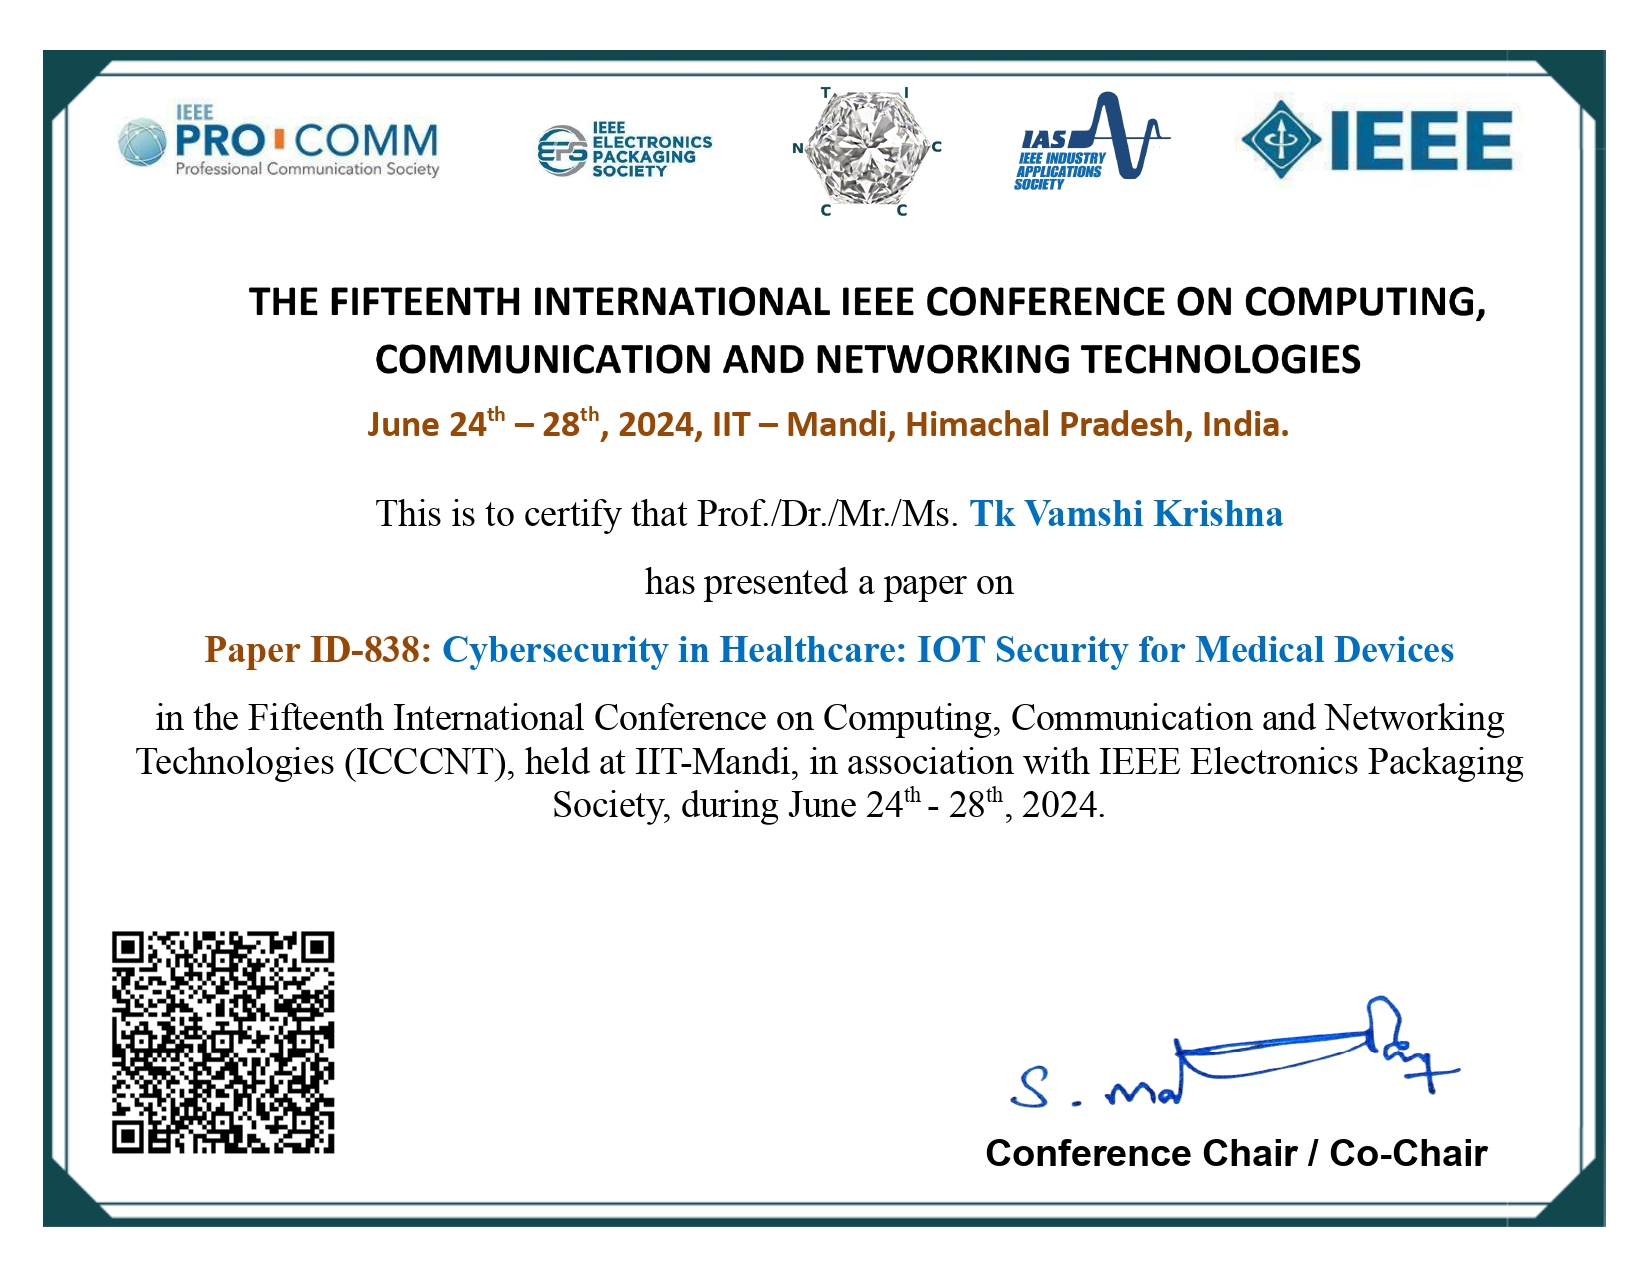 IEEE
PRO COMM
Professional Communication Society
EPS
IEEE
ELECTRONICS
PACKAGING
SOCIETY
T I
N C
C C
IAS
IEEE INDUSTRY
APPLICATIONS
SOCIETY
IEEE
THE FIFTEENTH INTERNATIONAL IEEE CONFERENCE ON COMPUTING,
COMMUNICATION AND NETWORKING TECHNOLOGIES
June 24th – 28th, 2024, IIT – Mandi, Himachal Pradesh, India.
This is to certify that Prof./Dr./Mr./Ms. Tk Vamshi Krishna
has presented a paper on
Paper ID-838: Cybersecurity in Healthcare: IOT Security for Medical Devices
in the Fifteenth International Conference on Computing, Communication and Networking
Technologies (ICCCNT), held at IIT-Mandi, in association with IEEE Electronics Packaging
Society, during June 24th - 28th, 2024.
S.
Conference Chair / Co-Chair